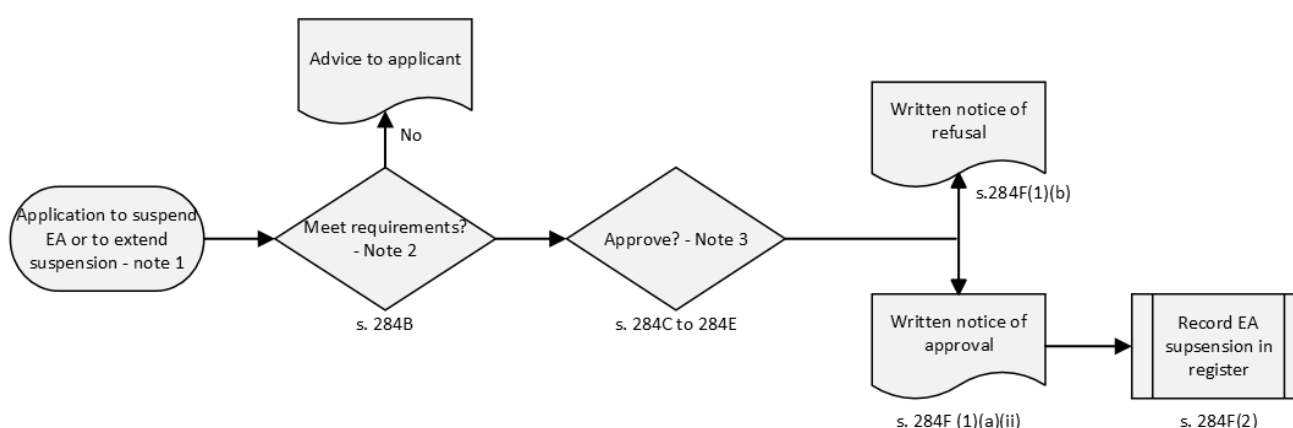 Advice to applicant
No
Application to suspend
EA or to extend
suspension - note 1
Meet requirements?
- Note 2
s. 284B
Approve? - Note 3
s. 284C to 284E
Written notice of
refusal
s.284F(1)(b)
Written notice of
approval
s. 284F (1)(a)(ii)
Record EA
supsension in
register
s. 284F(2)